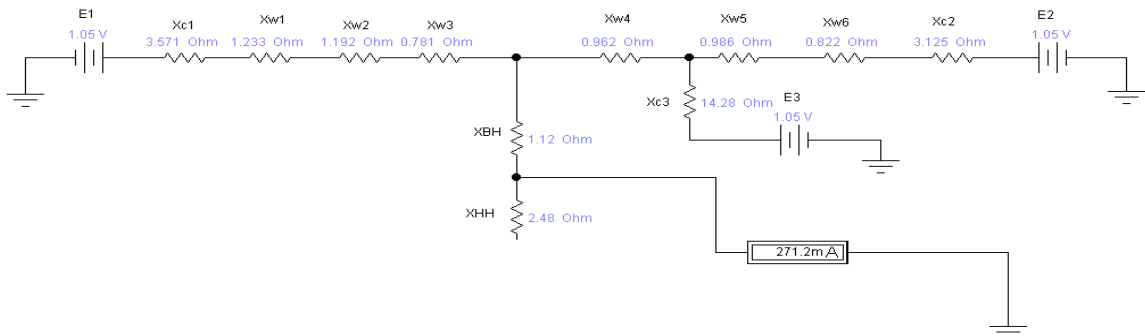 E1
1.05 V
Xc1
3.571 Ohm
Xw1
1.233 Ohm
Xw2
1.192 Ohm
Xw3
0.781 Ohm
Xw4
0.962 Ohm
Xw5
0.986 Ohm
Xw6
0.822 Ohm
Xc2
3.125 Ohm
E2
1.05 V
Xc3
14.28 Ohm
E3
1.05 V
XBH
1.12 Ohm
XHH
2.48 Ohm
271.2m A